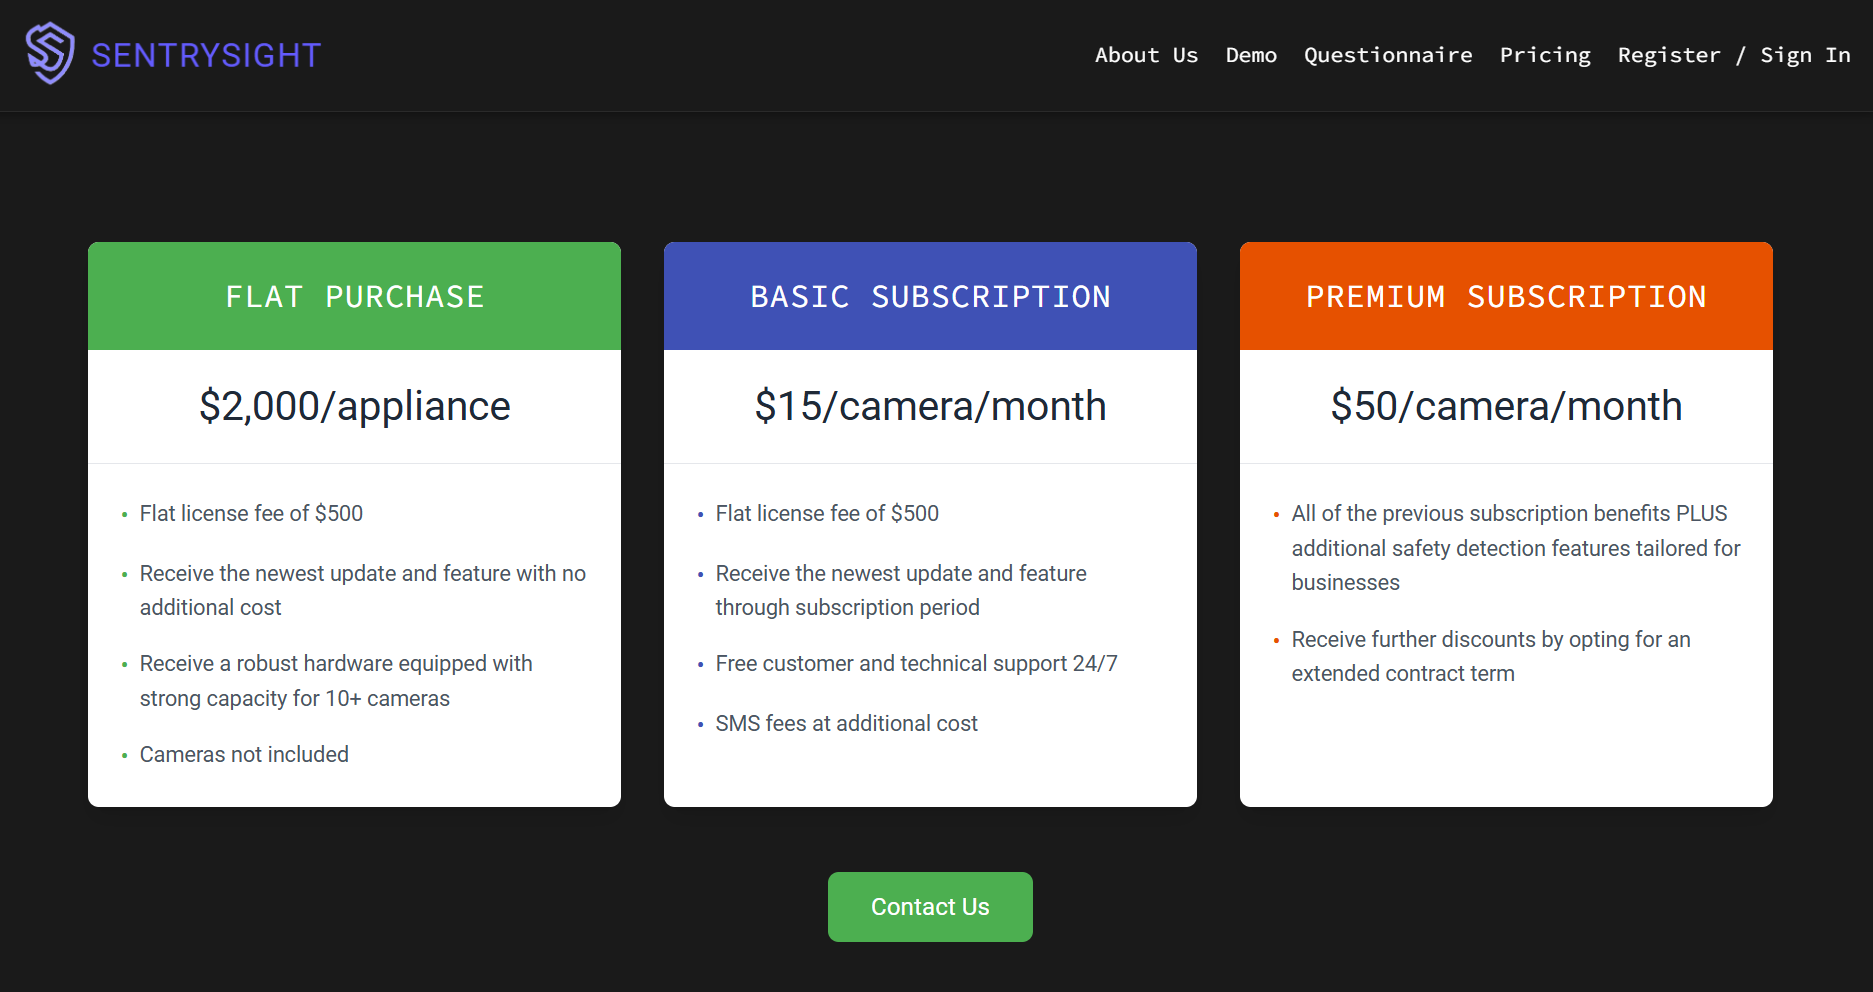 SENTRYSIGHT
About Us Demo Questionnaire Pricing Register / Sign In
FLAT PURCHASE
$2,000/appliance
• Flat license fee of $500
• Receive the newest update and feature with no
additional cost
• Receive a robust hardware equipped with
strong capacity for 10+ cameras
• Cameras not included
BASIC SUBSCRIPTION
$15/camera/month
• Flat license fee of $500
• Receive the newest update and feature
through subscription period
• Free customer and technical support 24/7
• SMS fees at additional cost
PREMIUM SUBSCRIPTION
$50/camera/month
• All of the previous subscription benefits PLUS
additional safety detection features tailored for
businesses
• Receive further discounts by opting for an
extended contract term
Contact Us